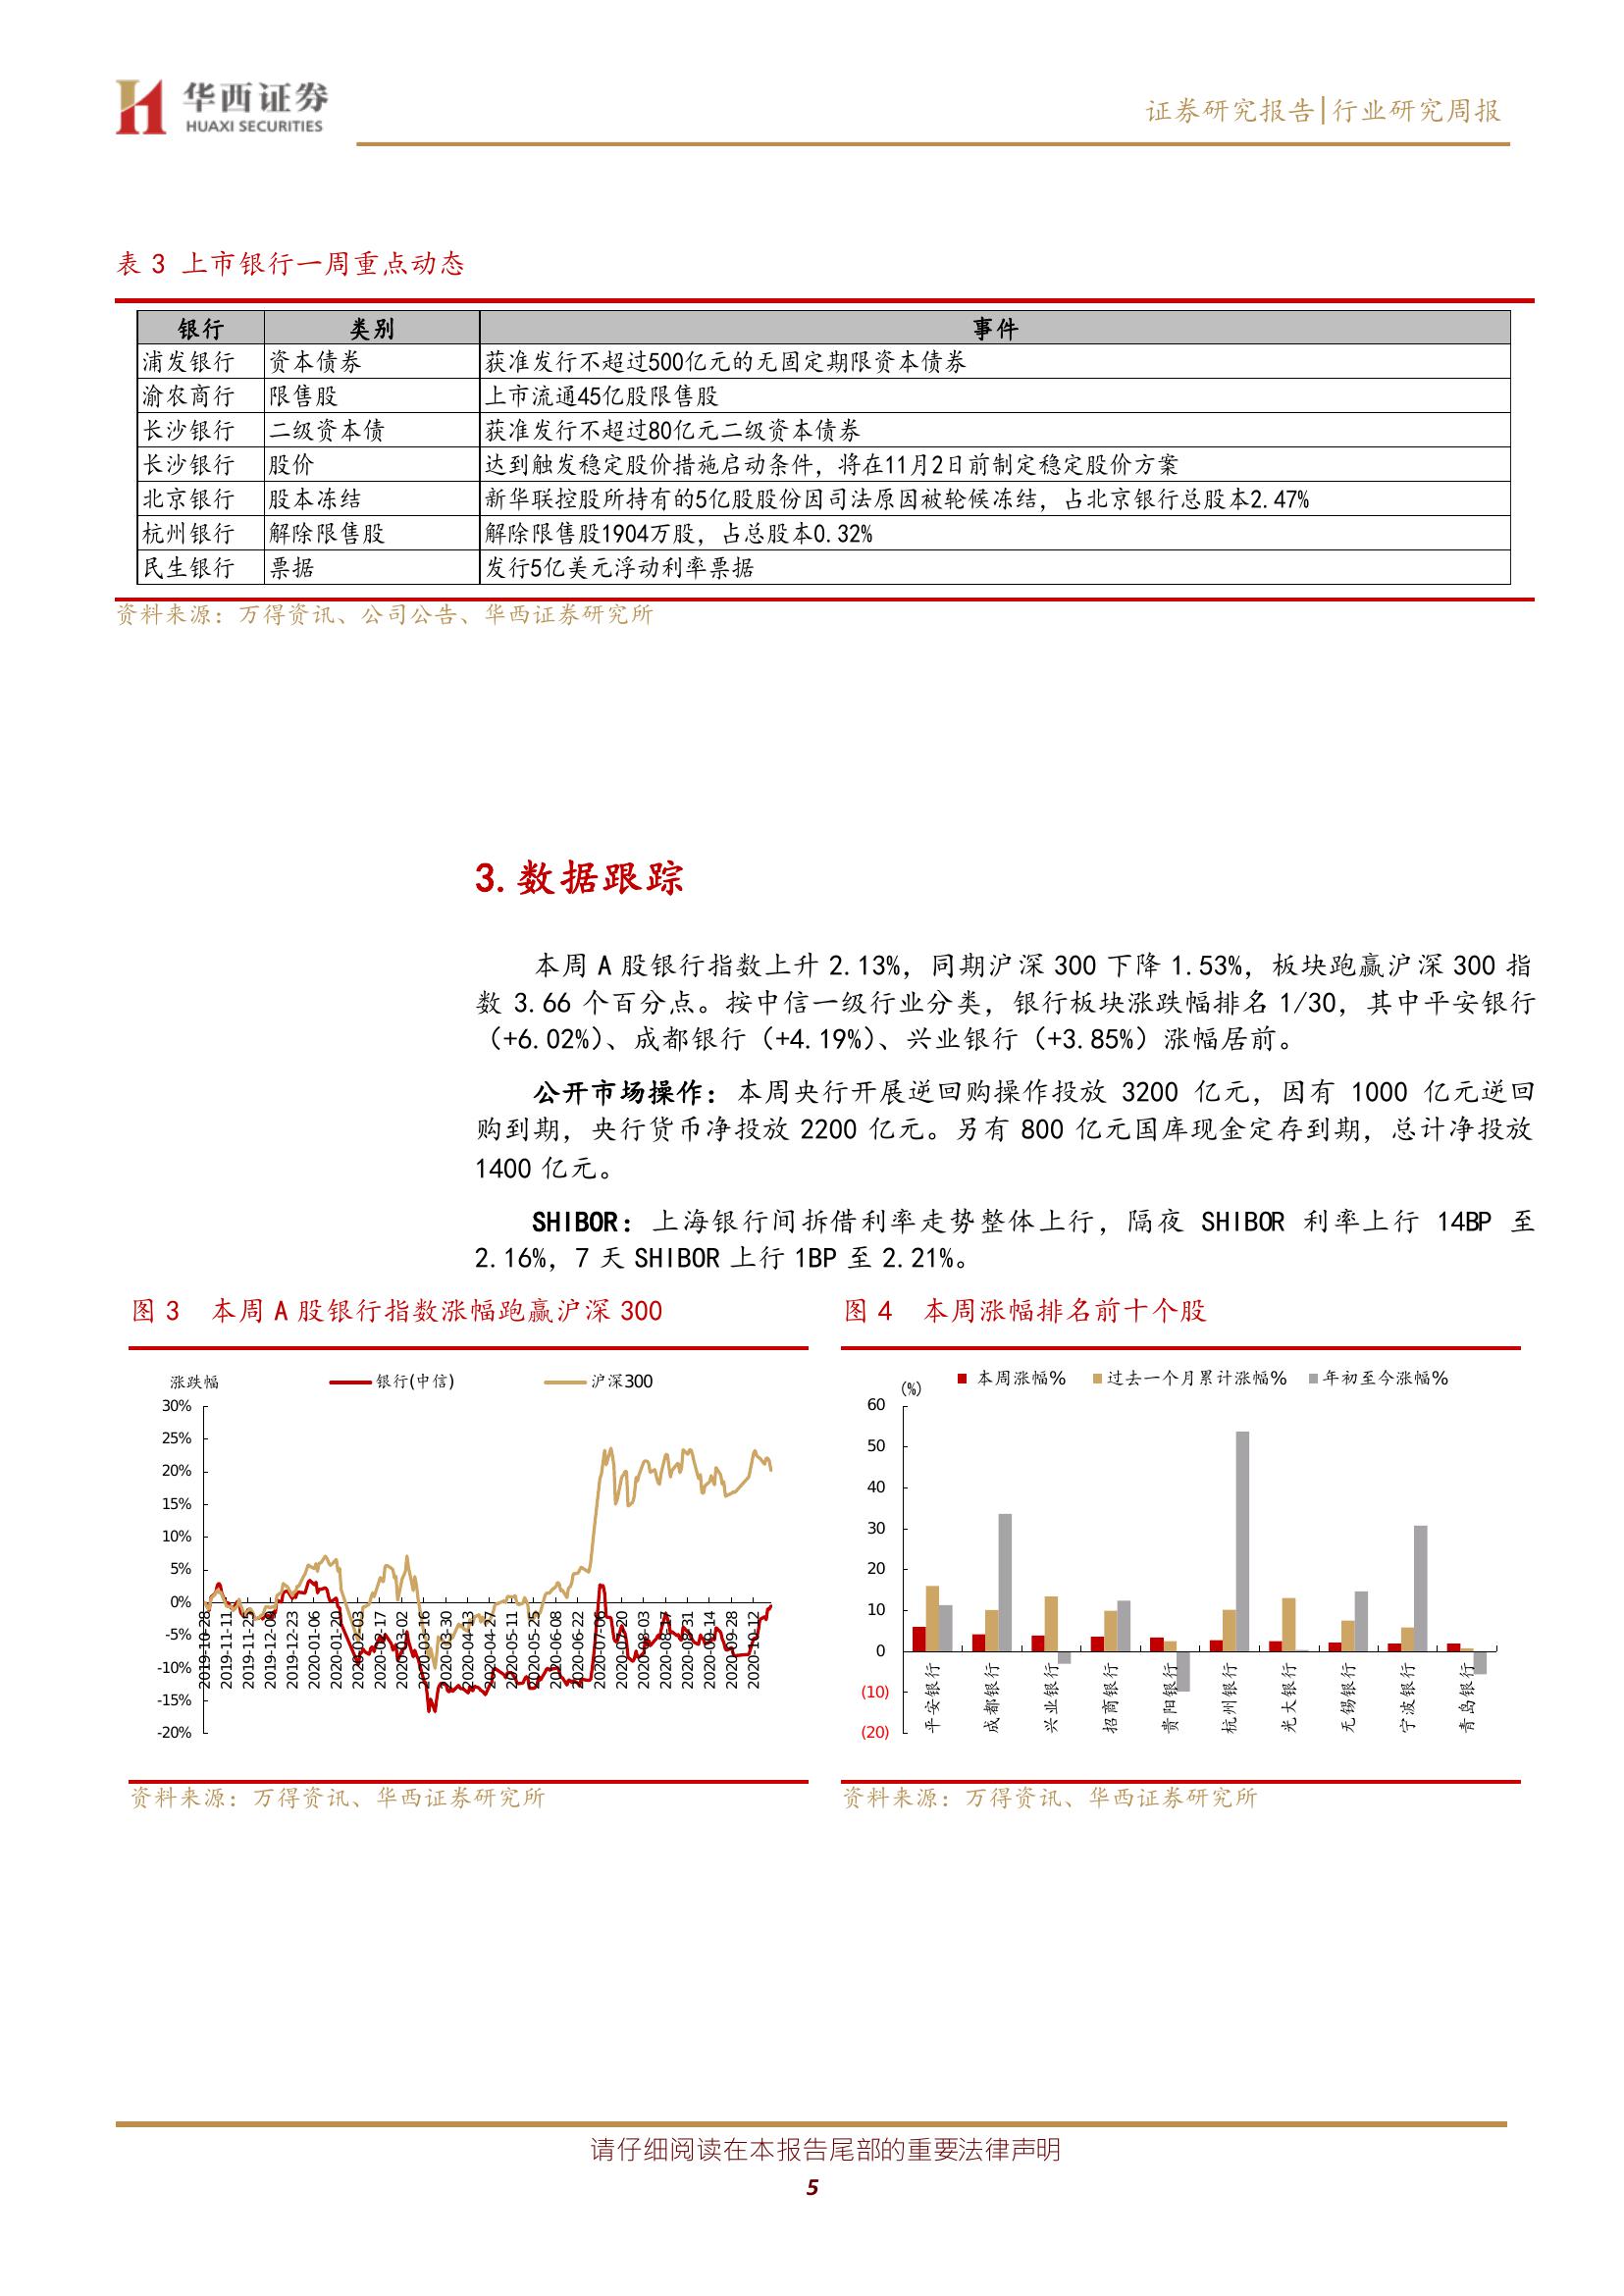 华西证券
HUAXI SECURITIES
证券研究报告|行业研究周报
表 3 上市银行一周重点动态
银行 类别 事件
浦发银行 资本债券 获准发行不超过500亿元的无固定期限资本债券
渝农商行 限售股 上市流通45亿股限售股
长沙银行 二级资本债 获准发行不超过80亿元二级资本债券
长沙银行 股价 达到触发稳定股价措施启动条件，将在11月2日前制定稳定股价方案
北京银行 股本冻结 新华联控股所持有的5亿股股份因司法原因被轮候冻结，占北京银行总股本2.47%
杭州银行 解除限售股 解除限售股1904万股，占总股本0.32%
民生银行 票据 发行5亿美元浮动利率票据
资料来源：万得资讯、公司公告、华西证券研究所
3.数据跟踪
本周 A 股银行指数上升 2.13%，同期沪深 300 下降 1.53%，板块跑赢沪深 300 指
数 3.66 个百分点。按中信一级行业分类，银行板块涨跌幅排名 1/30，其中平安银行
（+6.02%）、成都银行（+4.19%）、兴业银行（+3.85%）涨幅居前。
公开市场操作：本周央行开展逆回购操作投放 3200 亿元，因有 1000 亿元逆回
购到期，央行货币净投放 2200 亿元。另有 800 亿元国库现金定存到期，总计净投放
1400 亿元。
SHIBOR：上海银行间拆借利率走势整体上行，隔夜 SHIBOR 利率上行 14BP 至
2.16%，7 天 SHIBOR 上行 1BP 至 2.21%。
图 3 本周 A 股银行指数涨幅跑赢沪深 300
涨跌幅 银行(中信) 沪深300
30%
25%
20%
15%
10%
5%
0%
-5%
-10%
-15%
-20%
2019-10-28
2019-11-11
2019-11-25
2019-12-09
2019-12-23
2020-01-06
2020-01-20
2020-02-03
2020-02-17
2020-03-02
2020-03-16
2020-03-30
2020-04-13
2020-04-27
2020-05-11
2020-05-25
2020-06-08
2020-06-22
2020-07-06
2020-07-20
2020-08-03
2020-08-17
2020-08-31
2020-09-14
2020-09-28
2020-10-12
资料来源：万得资讯、华西证券研究所
图 4 本周涨幅排名前十个股
(%) 本周涨幅% 过去一个月累计涨幅% 年初至今涨幅%
60
50
40
30
20
10
0
(10)
(20)
平安银行
成都银行
兴业银行
招商银行
贵阳银行
杭州银行
光大银行
无锡银行
宁波银行
青岛银行
资料来源：万得资讯、华西证券研究所
请仔细阅读在本报告尾部的重要法律声明
5